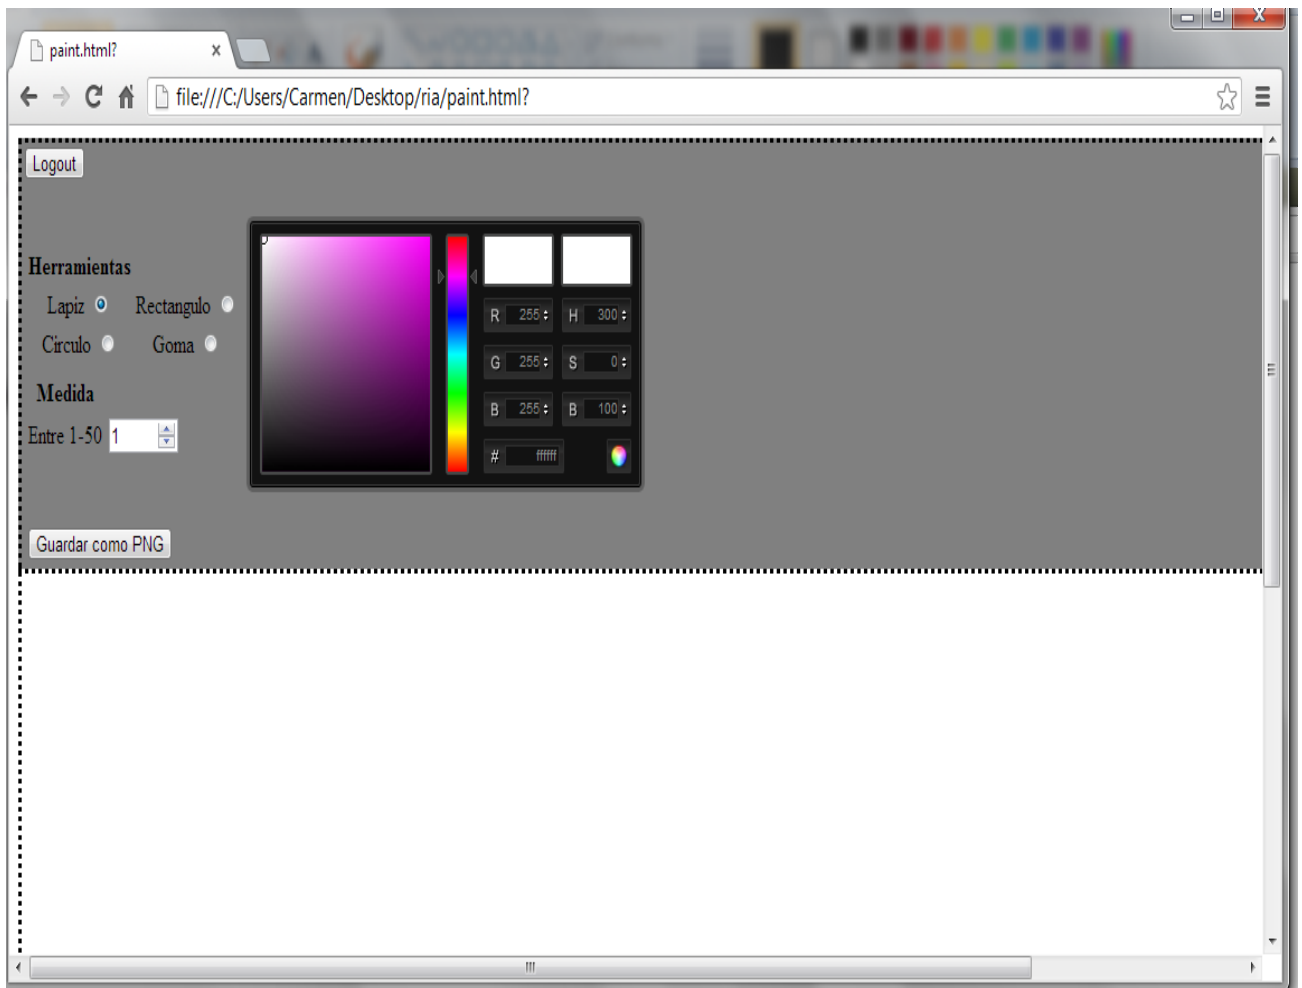 paint.html?
file:///C:/Users/Carmen/Desktop/ria/paint.html?
Logout
Herramientas
Lapiz Rectangulo
Circulo Goma
Medida
Entre 1-50 1
R 255 H 300
G 255 S 0
B 255 B 100
# ffffff
Guardar como PNG